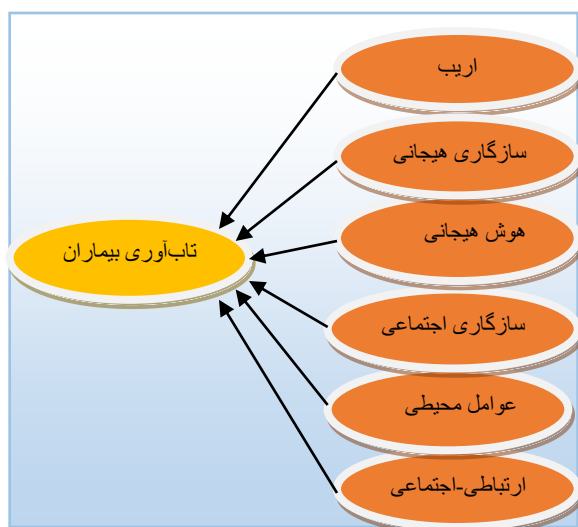 اریب
سازگاری هیجانی
هوش هیجانی
تاب‌آوری بیماران
سازگاری اجتماعی
عوامل محیطی
ارتباطی-اجتماعی